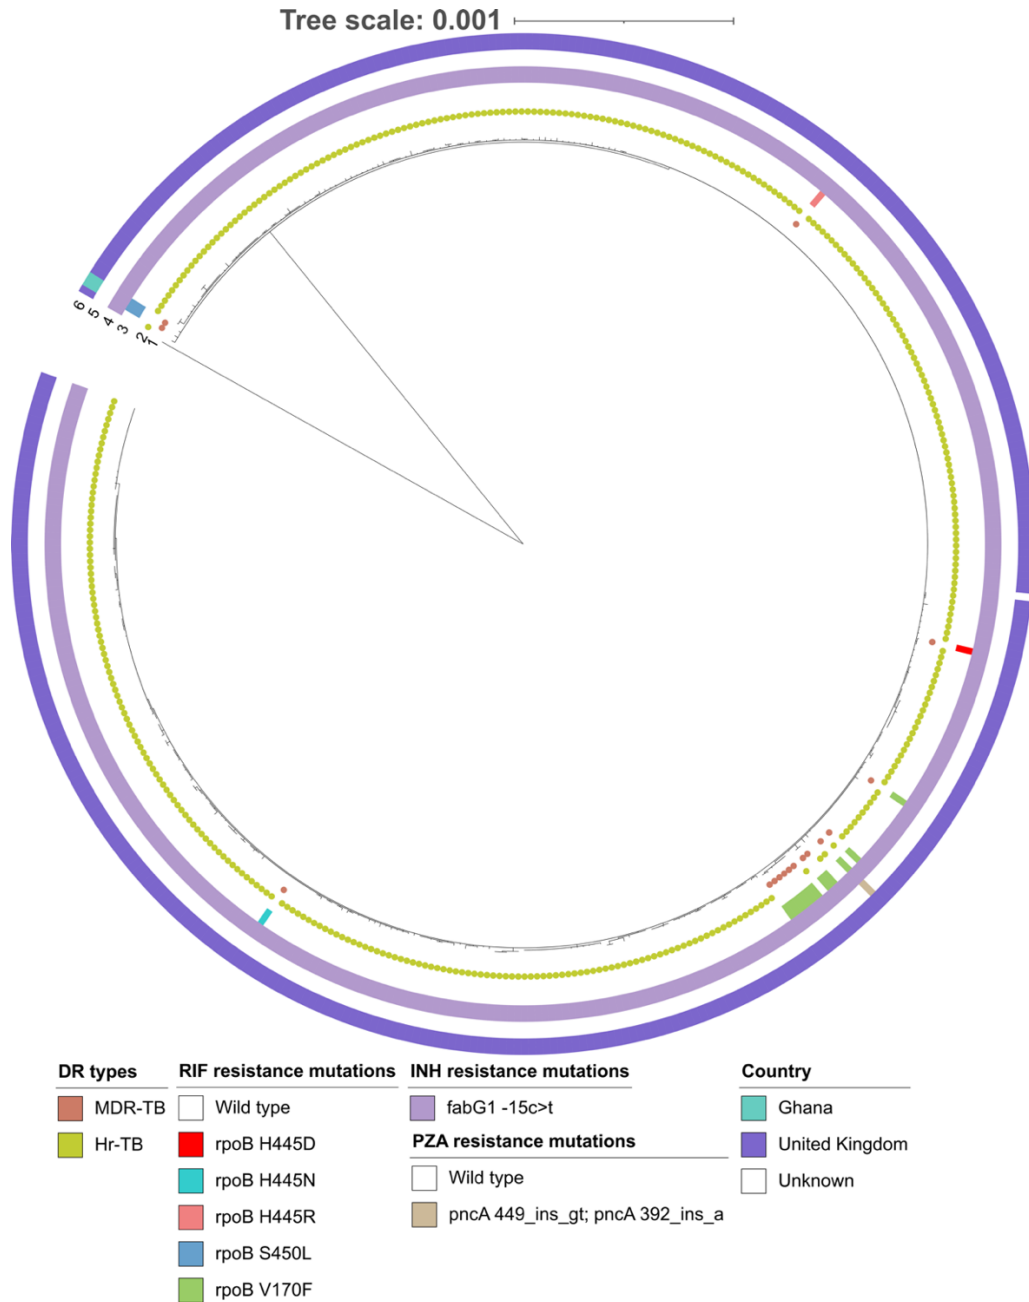 Tree scale: 0.001
6
5
4
3
2
1
DR types
MDR-TB
Hr-TB
RIF resistance mutations
Wild type
rpoB H445D
rpoB H445N
rpoB H445R
rpoB S450L
rpoB V170F
INH resistance mutations
fabG1 -15c>t
PZA resistance mutations
Wild type
pncA 449_ins_gt; pncA 392_ins_a
Country
Ghana
United Kingdom
Unknown